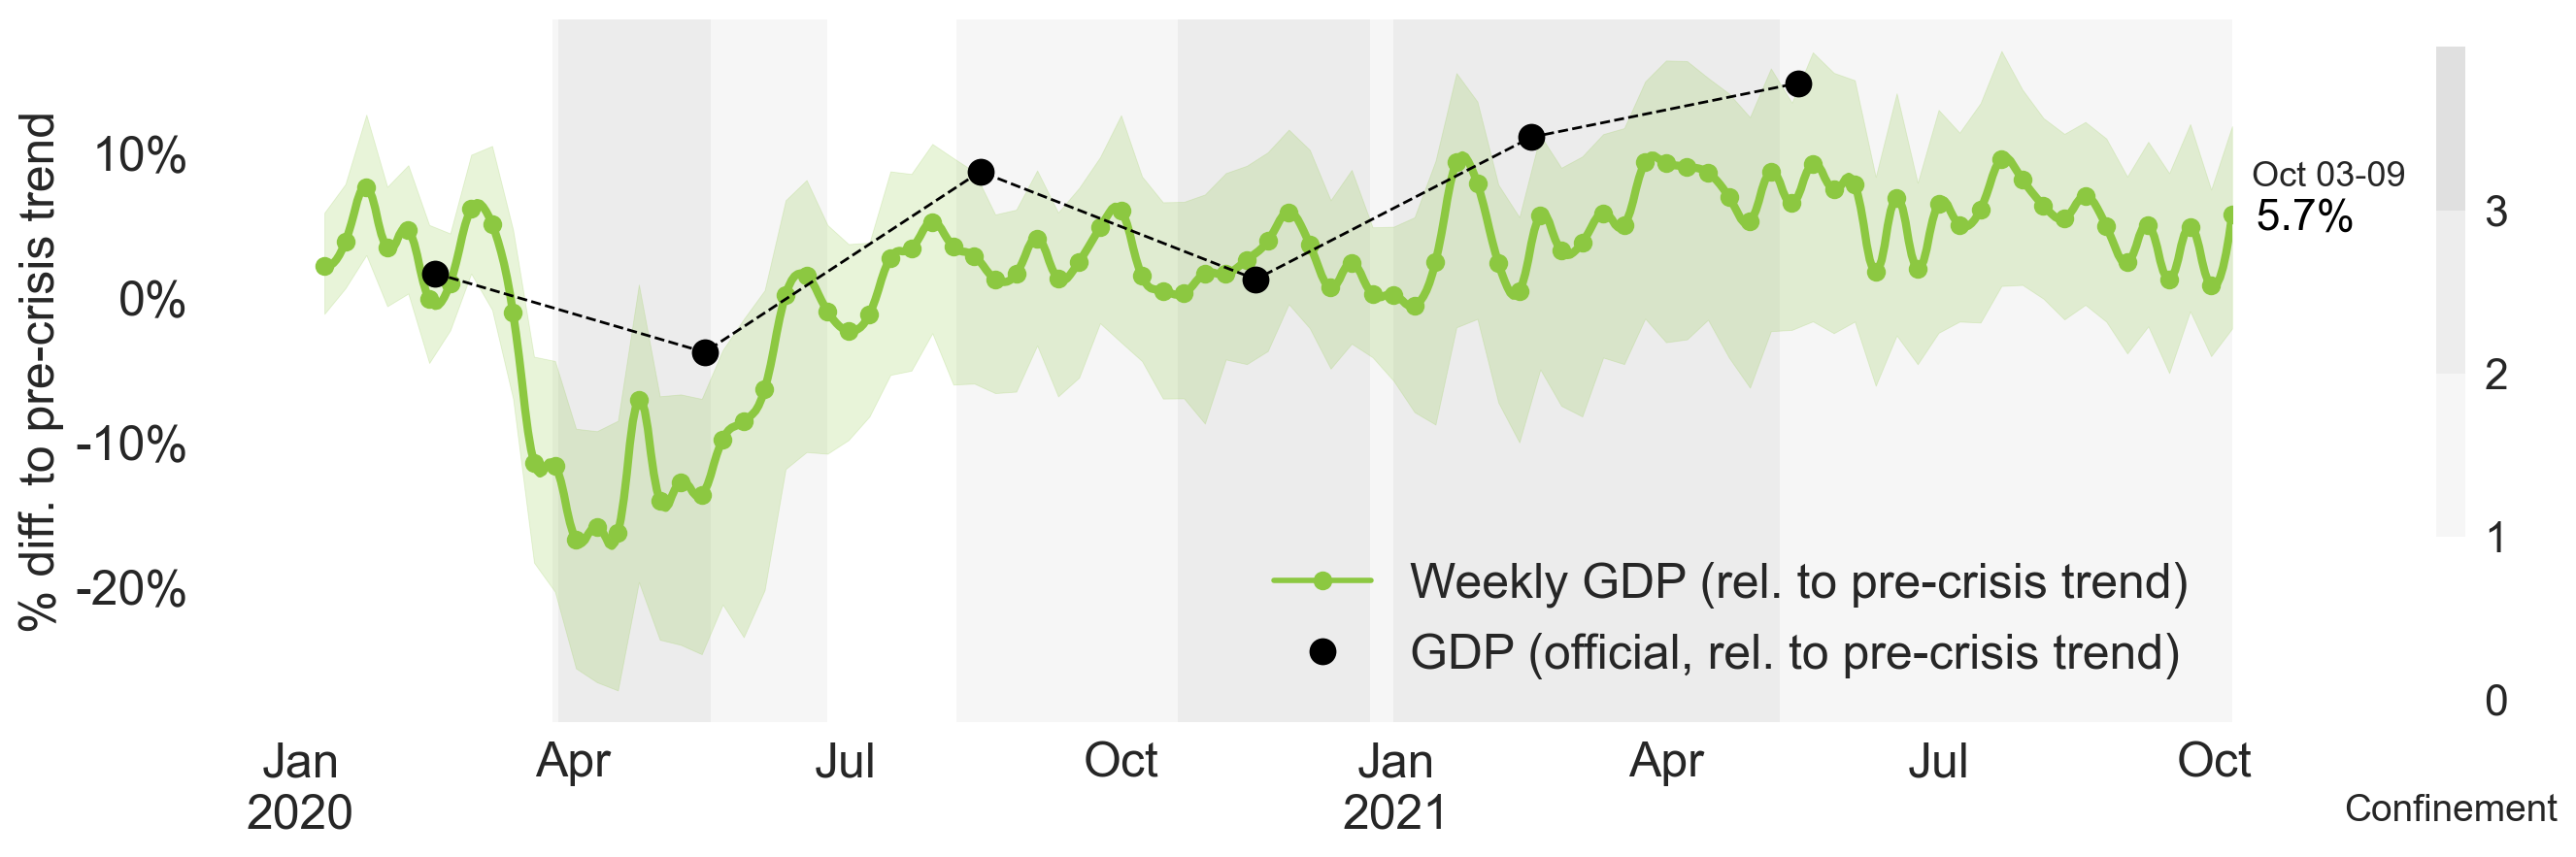 % diff. to pre-crisis trend
10%
0%
-10%
-20%
Oct 03-09
5.7%
Weekly GDP (rel. to pre-crisis trend)
GDP (official, rel. to pre-crisis trend)
Jan
2020
Apr
Jul
Oct
Jan
2021
Apr
Jul
Oct
3
2
1
0
Confinement